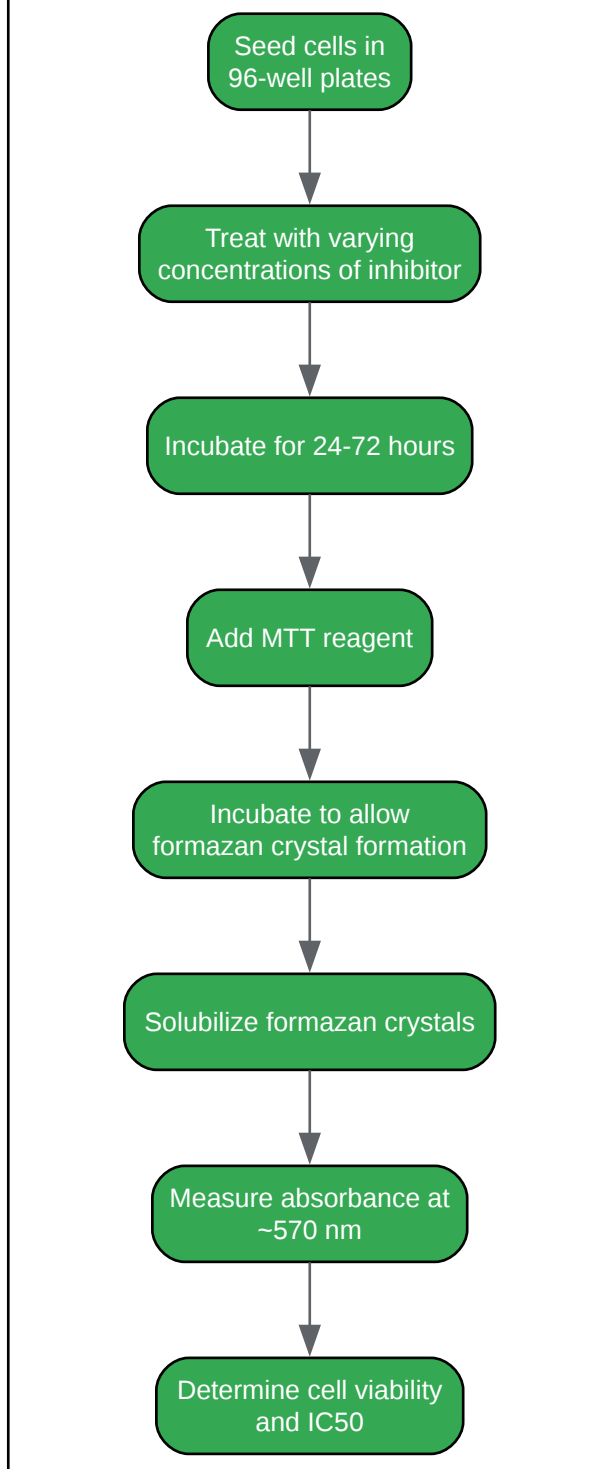 Seed cells in
96-well plates
Treat with varying
concentrations of inhibitor
Incubate for 24-72 hours
Add MTT reagent
Incubate to allow
formazan crystal formation
Solubilize formazan crystals
Measure absorbance at
~570 nm
Determine cell viability
and IC50